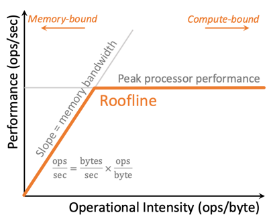 Memory-bound
Compute-bound
Performance (ops/sec)
Peak processor performance
Roofline
Slope = memory bandwidth
ops/sec = bytes/sec × ops/byte
Operational Intensity (ops/byte)